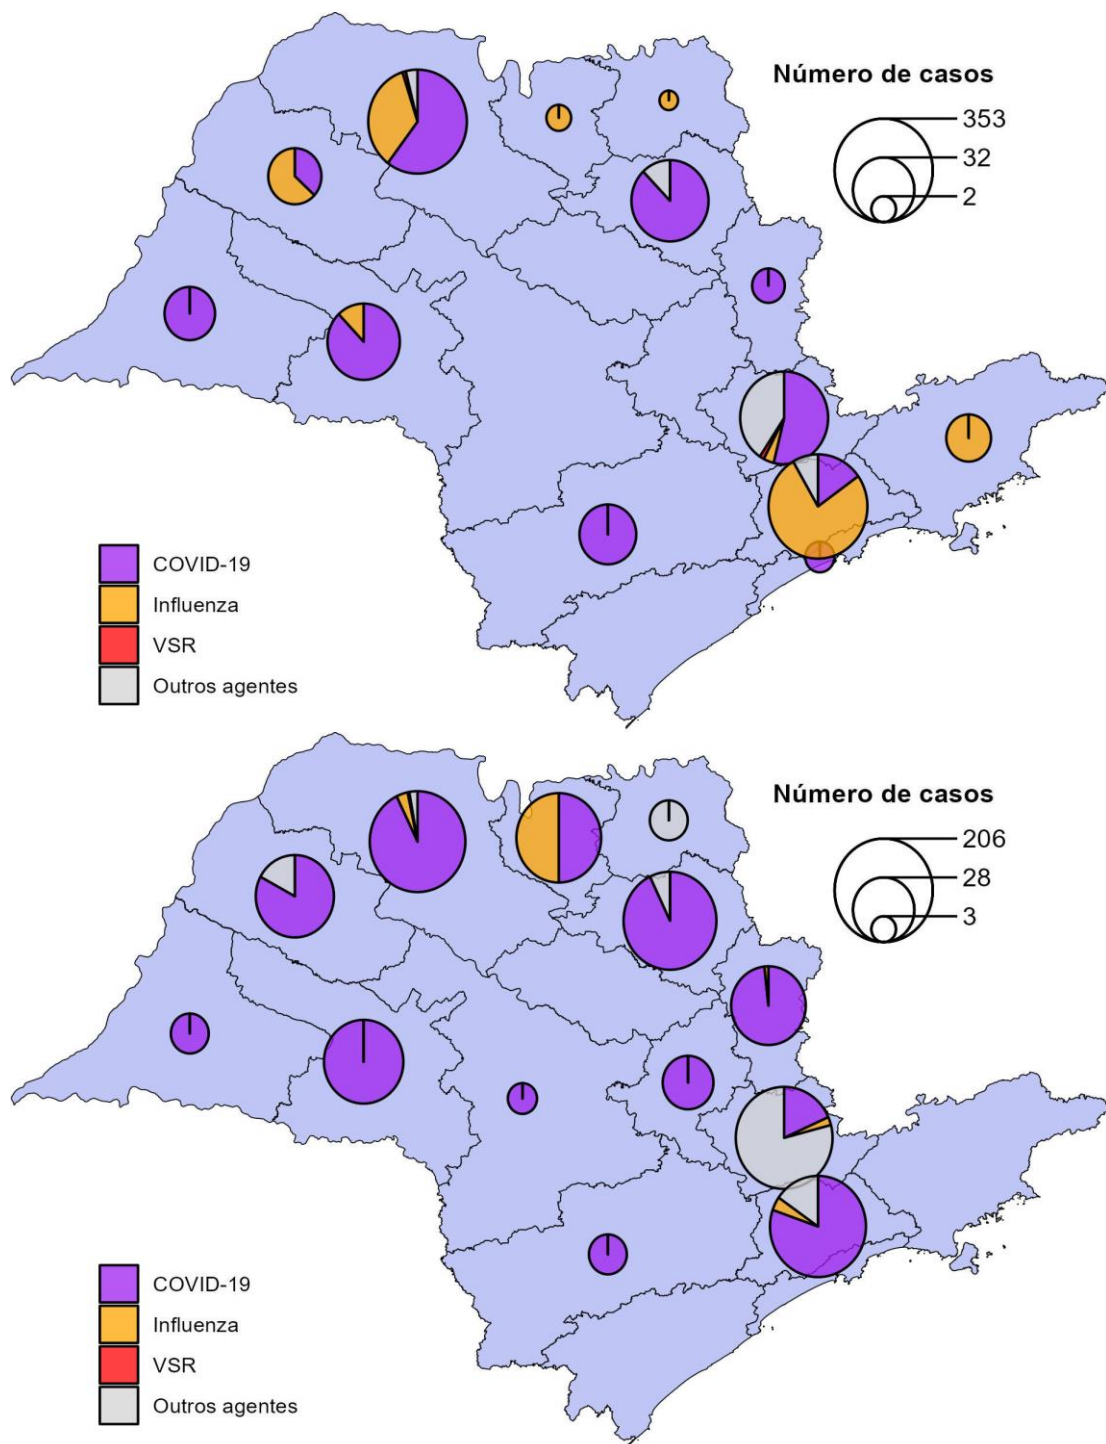 Número de casos
353
32
2
COVID-19
Influenza
VSR
Outros agentes
Número de casos
206
28
3
COVID-19
Influenza
VSR
Outros agentes